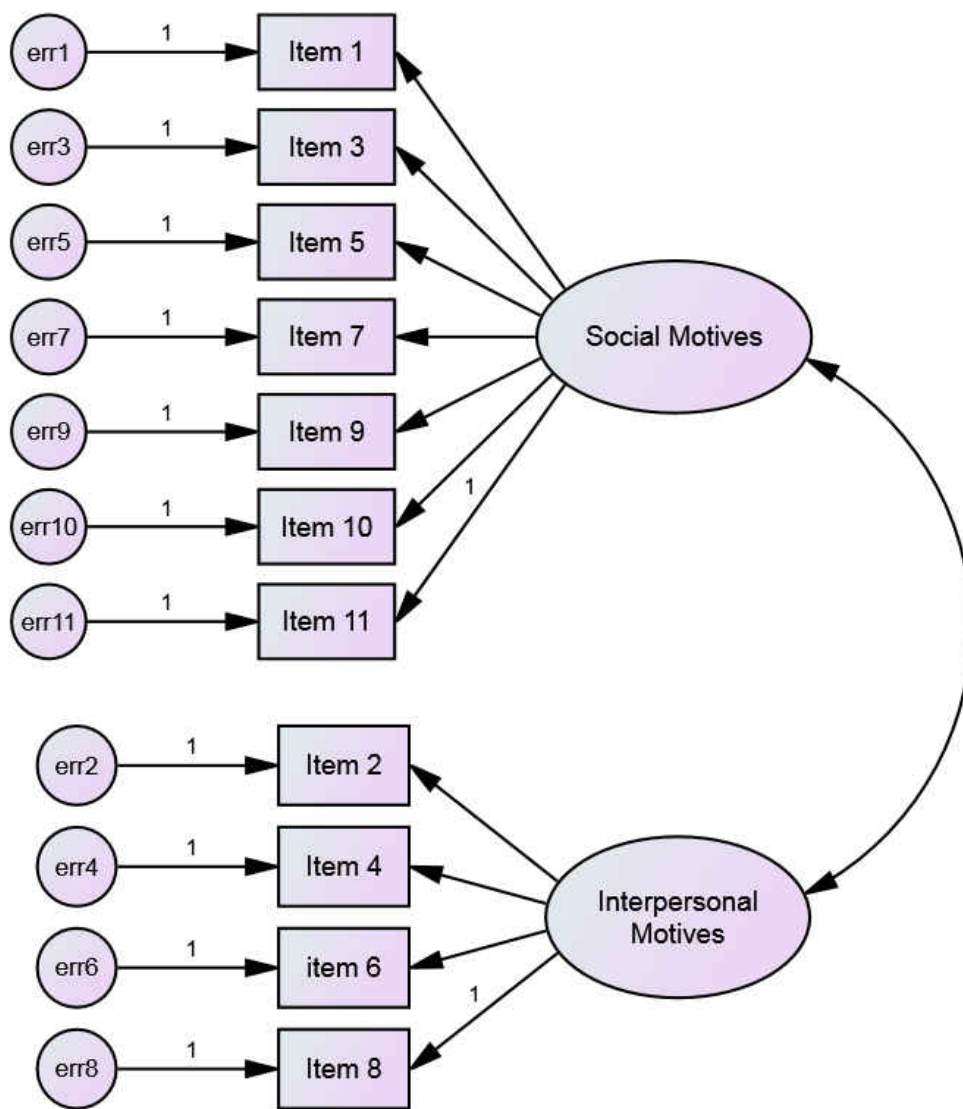 err1
1
Item 1
err3
1
Item 3
err5
1
Item 5
err7
1
Item 7
Social Motives
err9
1
Item 9
err10
1
Item 10
1
err11
1
Item 11
err2
1
Item 2
err4
1
Item 4
Interpersonal
Motives
err6
1
item 6
1
err8
1
Item 8